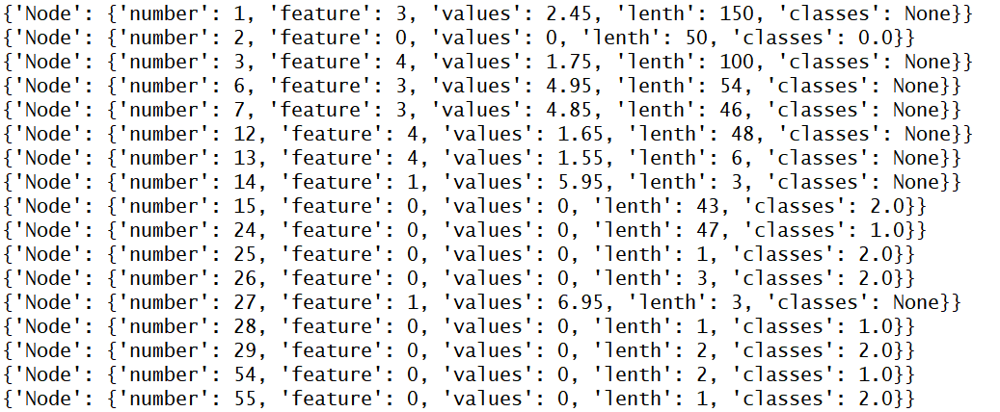 {'Node': {'number': 1, 'feature': 3, 'values': 2.45, 'lenth': 150, 'classes': None}}
{'Node': {'number': 2, 'feature': 0, 'values': 0, 'lenth': 50, 'classes': 0.0}}
{'Node': {'number': 3, 'feature': 4, 'values': 1.75, 'lenth': 100, 'classes': None}}
{'Node': {'number': 6, 'feature': 3, 'values': 4.95, 'lenth': 54, 'classes': None}}
{'Node': {'number': 7, 'feature': 3, 'values': 4.85, 'lenth': 46, 'classes': None}}
{'Node': {'number': 12, 'feature': 4, 'values': 1.65, 'lenth': 48, 'classes': None}}
{'Node': {'number': 13, 'feature': 4, 'values': 1.55, 'lenth': 6, 'classes': None}}
{'Node': {'number': 14, 'feature': 1, 'values': 5.95, 'lenth': 3, 'classes': None}}
{'Node': {'number': 15, 'feature': 0, 'values': 0, 'lenth': 43, 'classes': 2.0}}
{'Node': {'number': 24, 'feature': 0, 'values': 0, 'lenth': 47, 'classes': 1.0}}
{'Node': {'number': 25, 'feature': 0, 'values': 0, 'lenth': 1, 'classes': 2.0}}
{'Node': {'number': 26, 'feature': 0, 'values': 0, 'lenth': 3, 'classes': 2.0}}
{'Node': {'number': 27, 'feature': 1, 'values': 6.95, 'lenth': 3, 'classes': None}}
{'Node': {'number': 28, 'feature': 0, 'values': 0, 'lenth': 1, 'classes': 1.0}}
{'Node': {'number': 29, 'feature': 0, 'values': 0, 'lenth': 2, 'classes': 2.0}}
{'Node': {'number': 54, 'feature': 0, 'values': 0, 'lenth': 2, 'classes': 1.0}}
{'Node': {'number': 55, 'feature': 0, 'values': 0, 'lenth': 1, 'classes': 2.0}}